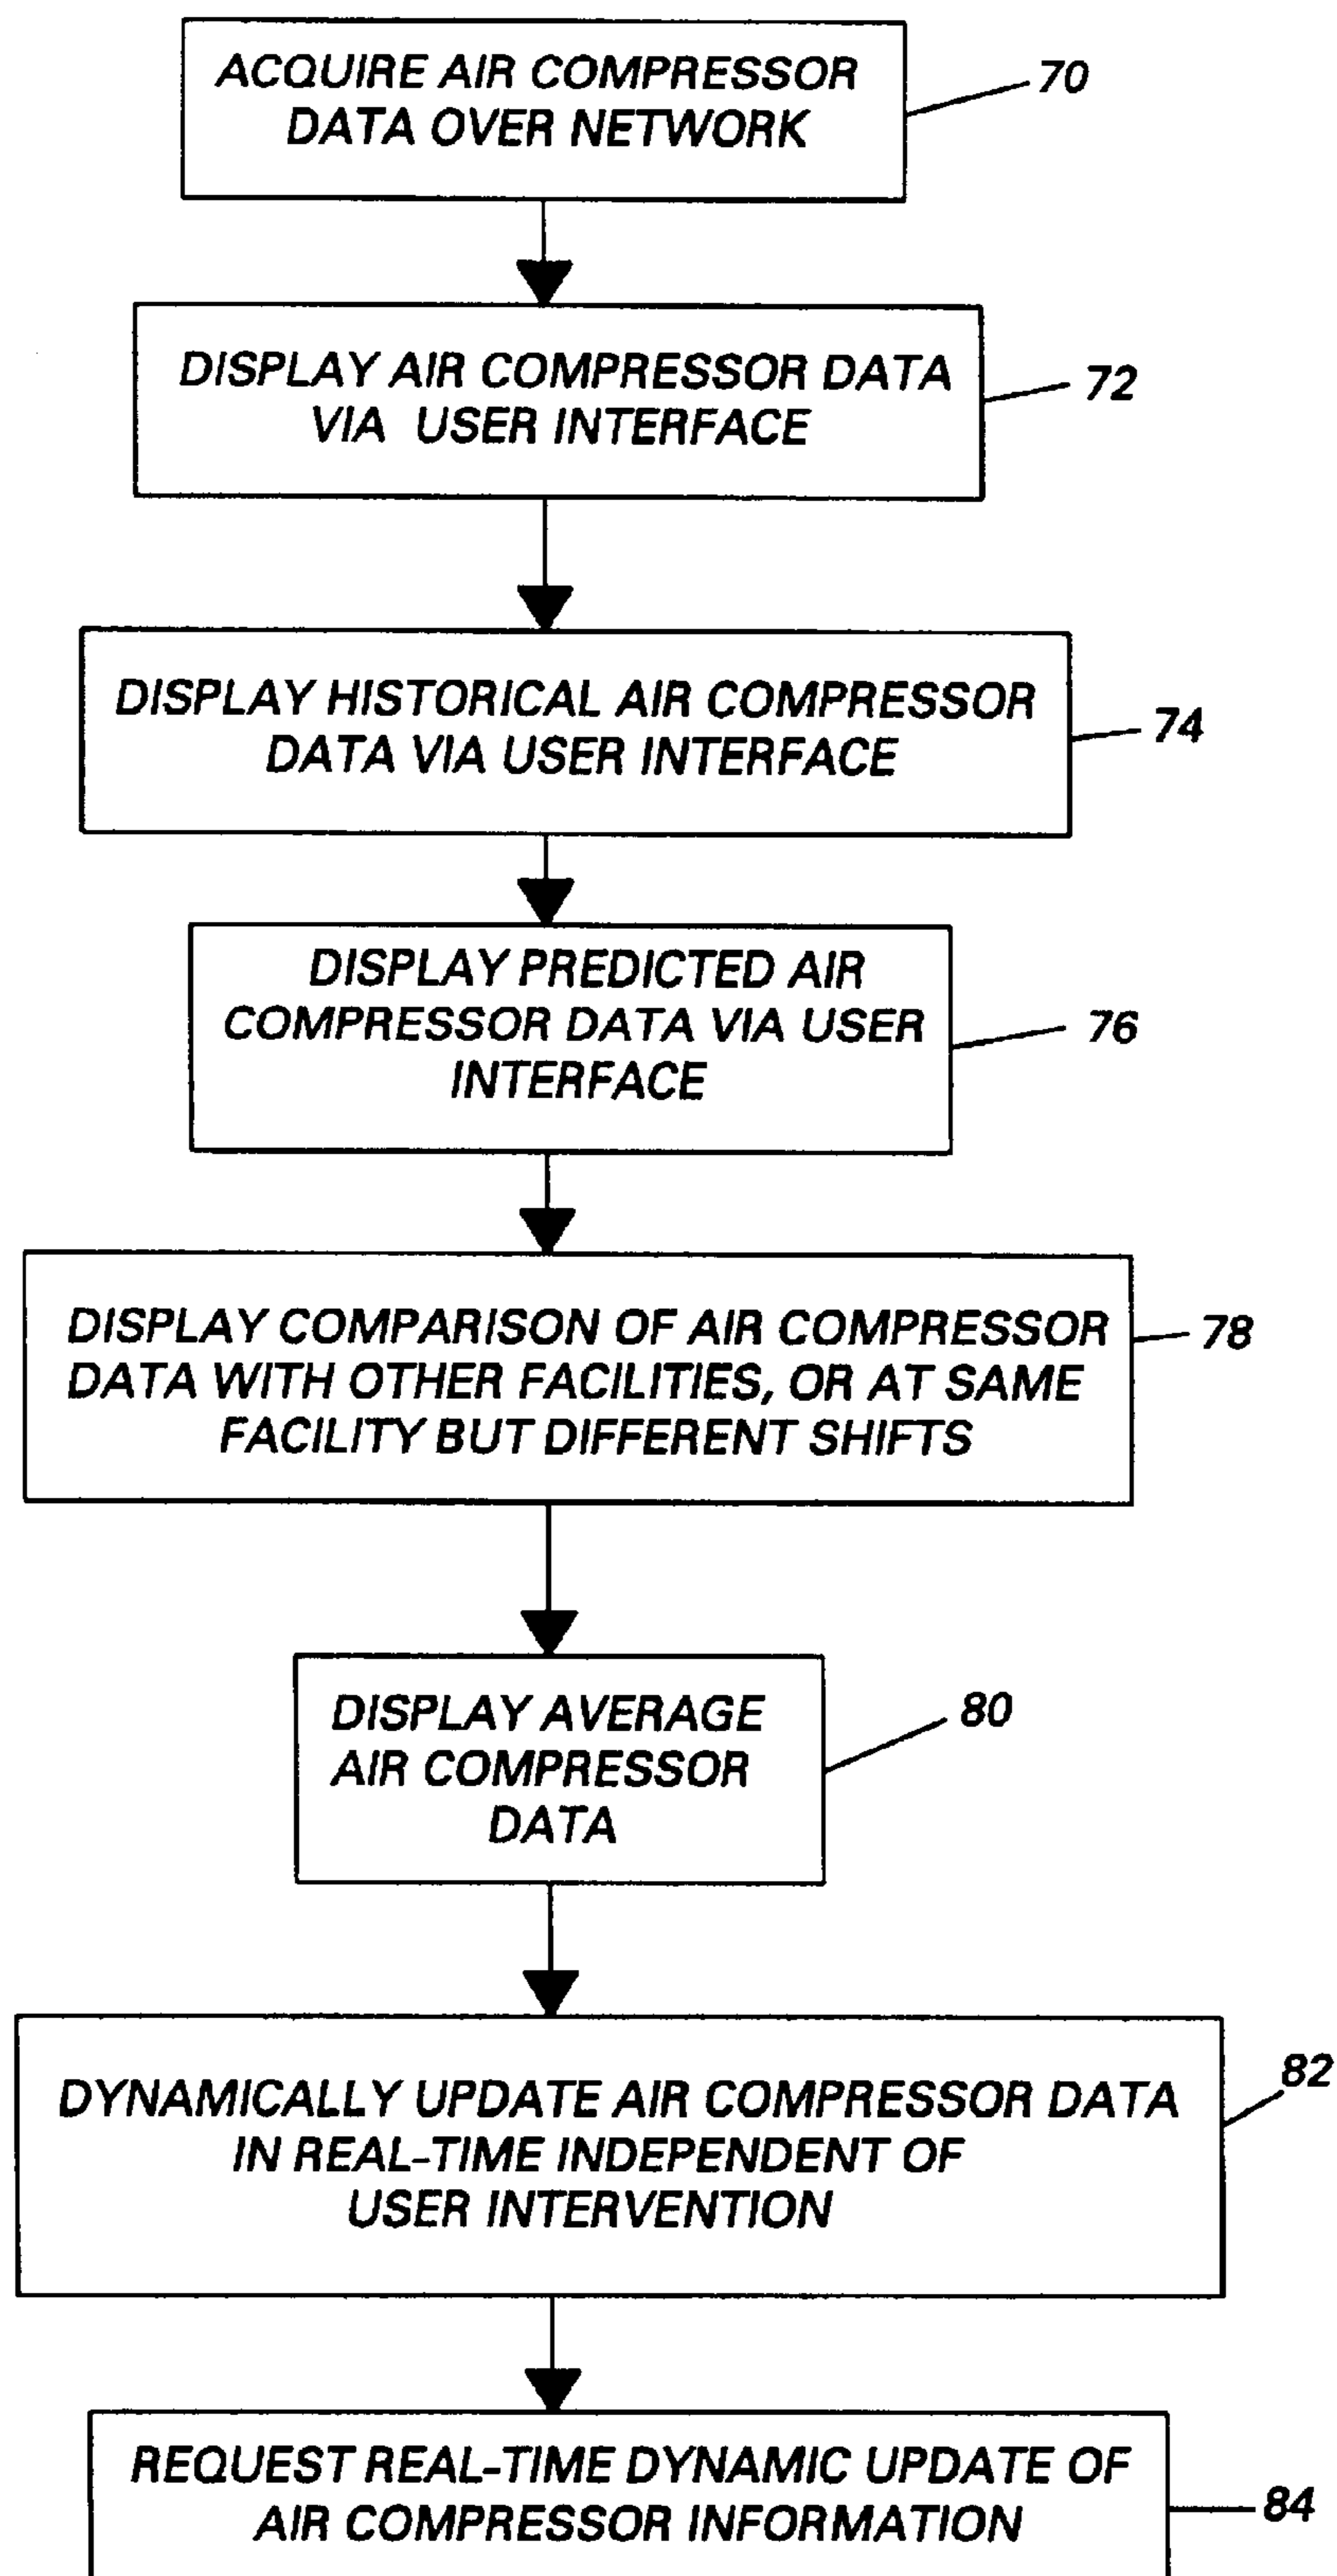 ACQUIRE AIR COMPRESSOR
DATA OVER NETWORK
70
DISPLAY AIR COMPRESSOR DATA
VIA USER INTERFACE
72
DISPLAY HISTORICAL AIR COMPRESSOR
DATA VIA USER INTERFACE
74
DISPLAY PREDICTED AIR
COMPRESSOR DATA VIA USER
INTERFACE
76
DISPLAY COMPARISON OF AIR COMPRESSOR
DATA WITH OTHER FACILITIES, OR AT SAME
FACILITY BUT DIFFERENT SHIFTS
78
DISPLAY AVERAGE
AIR COMPRESSOR
DATA
80
DYNAMICALLY UPDATE AIR COMPRESSOR DATA
IN REAL-TIME INDEPENDENT OF
USER INTERVENTION
82
REQUEST REAL-TIME DYNAMIC UPDATE OF
AIR COMPRESSOR INFORMATION
84